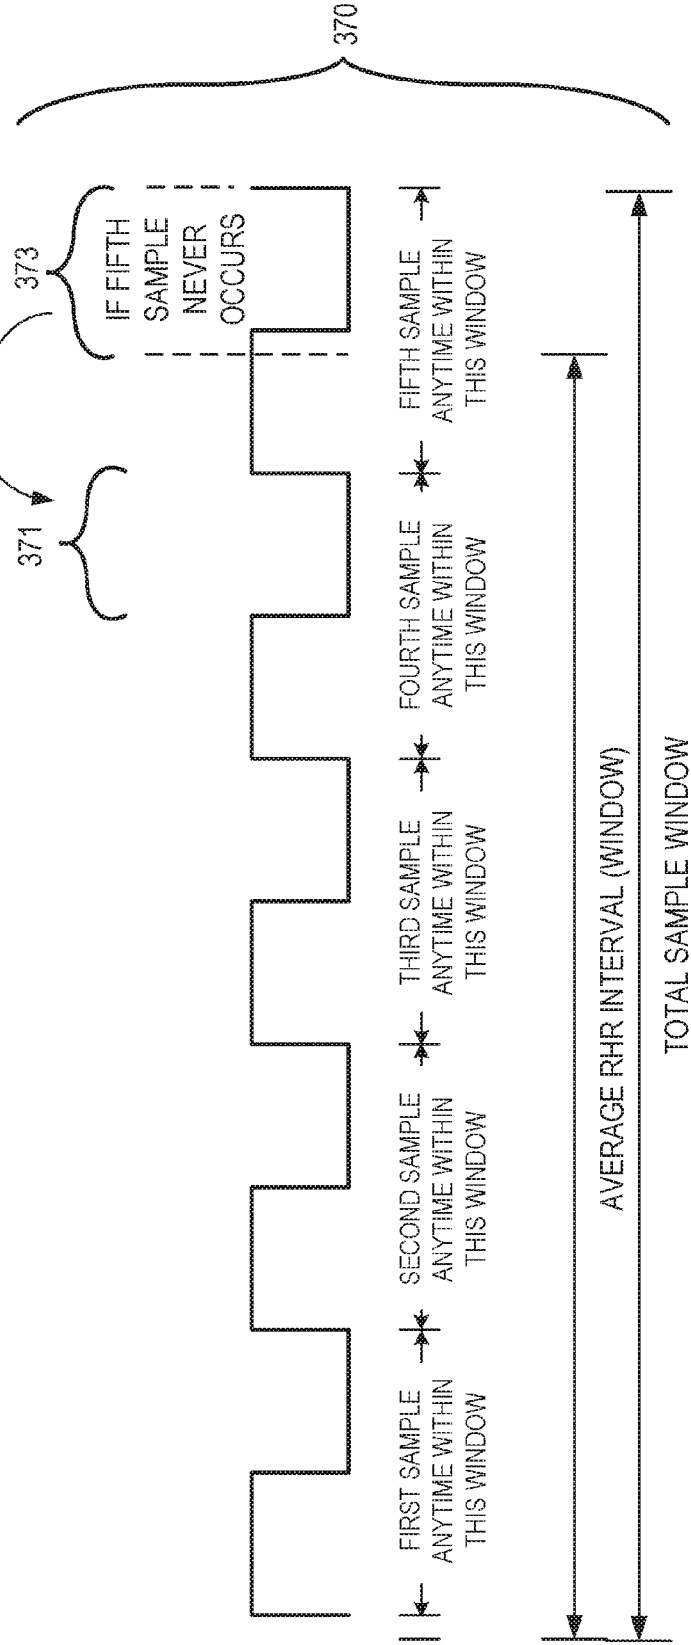 370
373
IF FIFTH
SAMPLE
NEVER
OCCURS
371
FIRST SAMPLE
ANYTIME WITHIN
THIS WINDOW
SECOND SAMPLE
ANYTIME WITHIN
THIS WINDOW
THIRD SAMPLE
ANYTIME WITHIN
THIS WINDOW
FOURTH SAMPLE
ANYTIME WITHIN
THIS WINDOW
FIFTH SAMPLE
ANYTIME WITHIN
THIS WINDOW
AVERAGE RHR INTERVAL (WINDOW)
TOTAL SAMPLE WINDOW